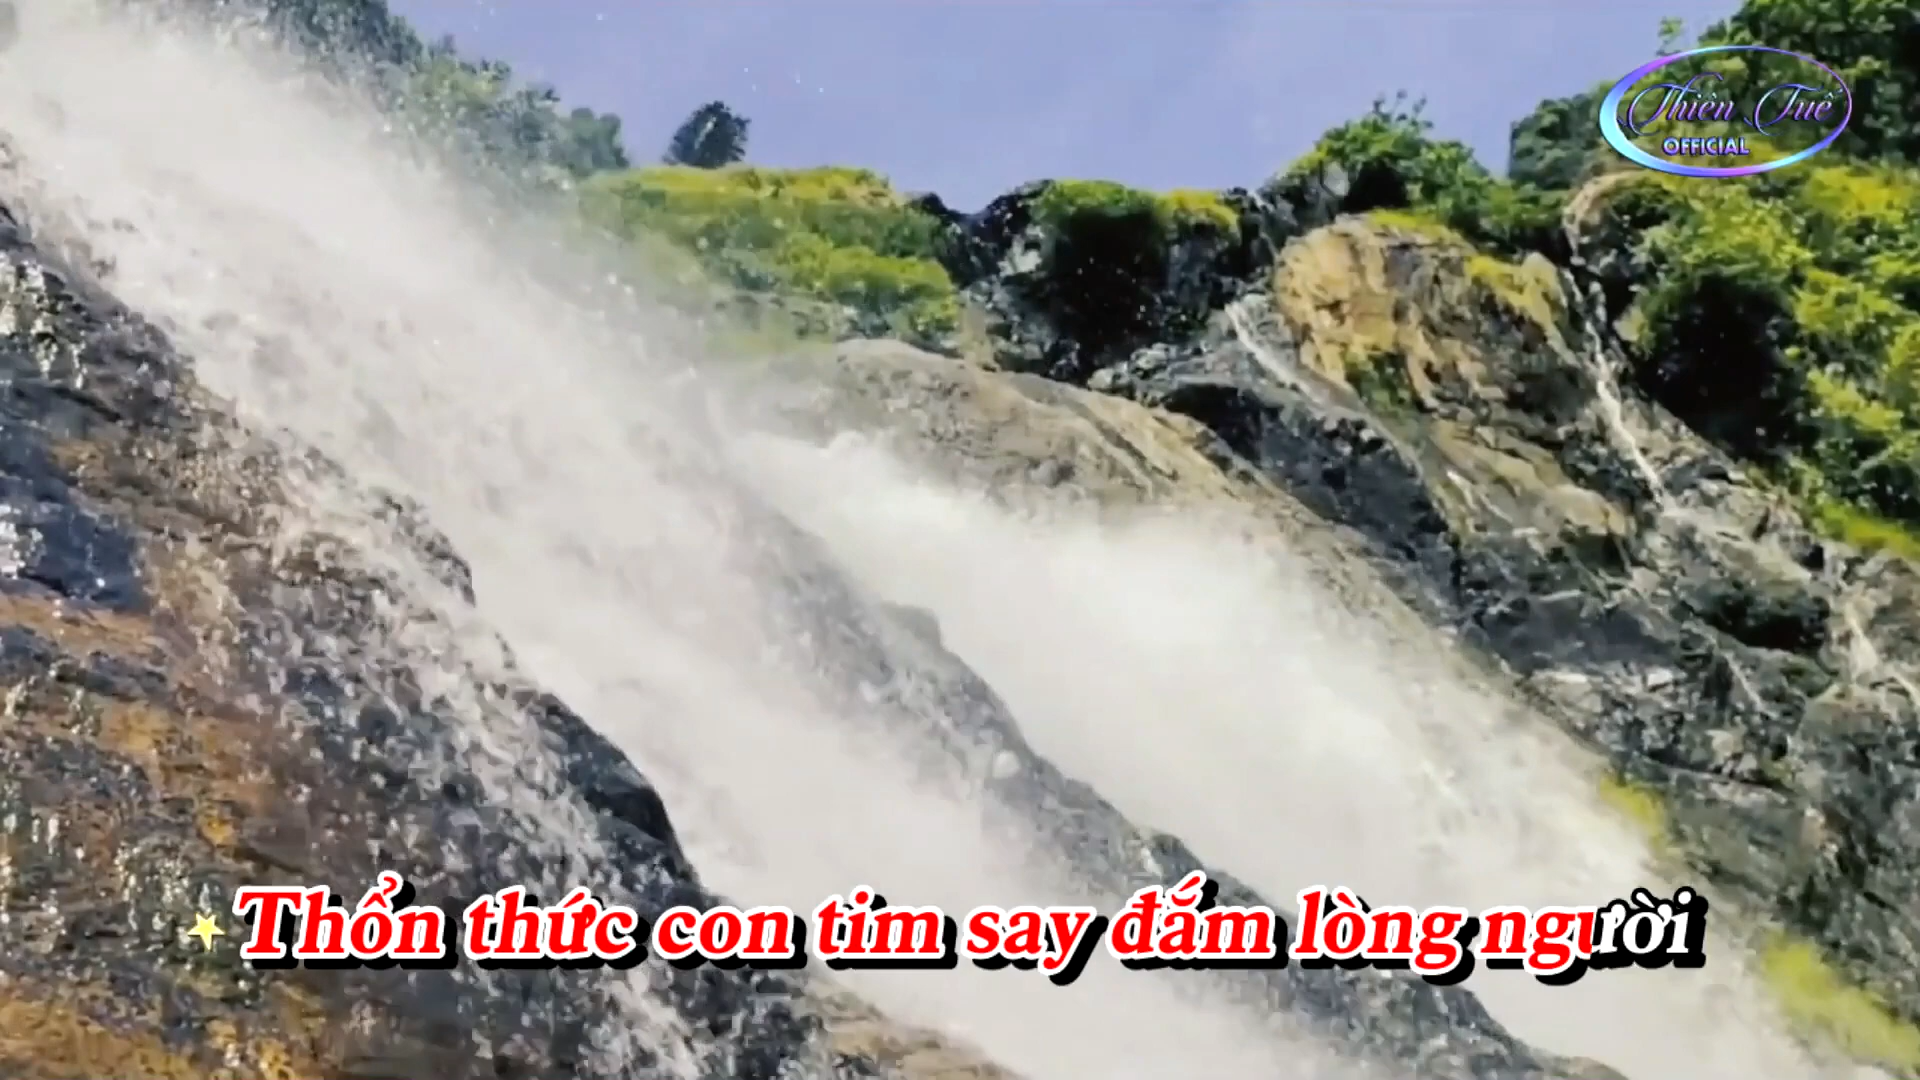 Thiên Tuế
OFFICIAL
Thổn thức con tim say đắm lòng người